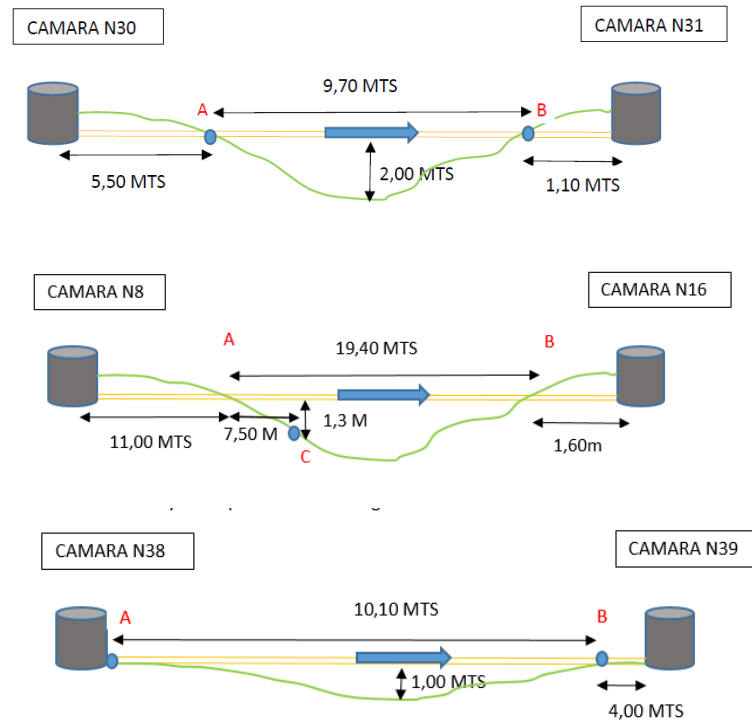 CAMARA N30
CAMARA N31
9,70 MTS
A
B
5,50 MTS
2,00 MTS
1,10 MTS
CAMARA N8
CAMARA N16
A
B
19,40 MTS
11,00 MTS
7,50 M
1,3 M
1,60m
C
CAMARA N38
CAMARA N39
A
B
10,10 MTS
1,00 MTS
4,00 MTS